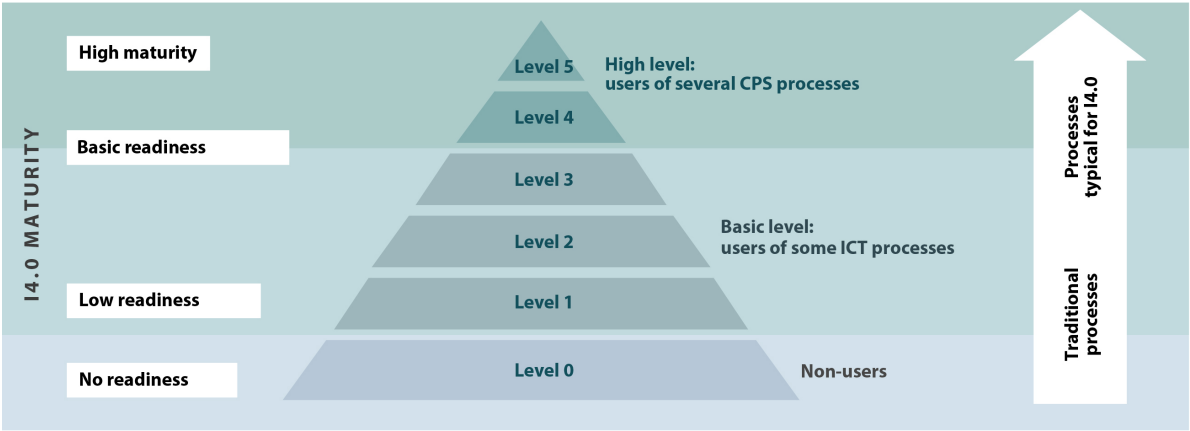 I4.0 MATURITY
High maturity
Basic readiness
Low readiness
No readiness
Level 5
Level 4
Level 3
Level 2
Level 1
Level 0
High level:
users of several CPS processes
Basic level:
users of some ICT processes
Non-users
Processes
typical for I4.0
Traditional
processes